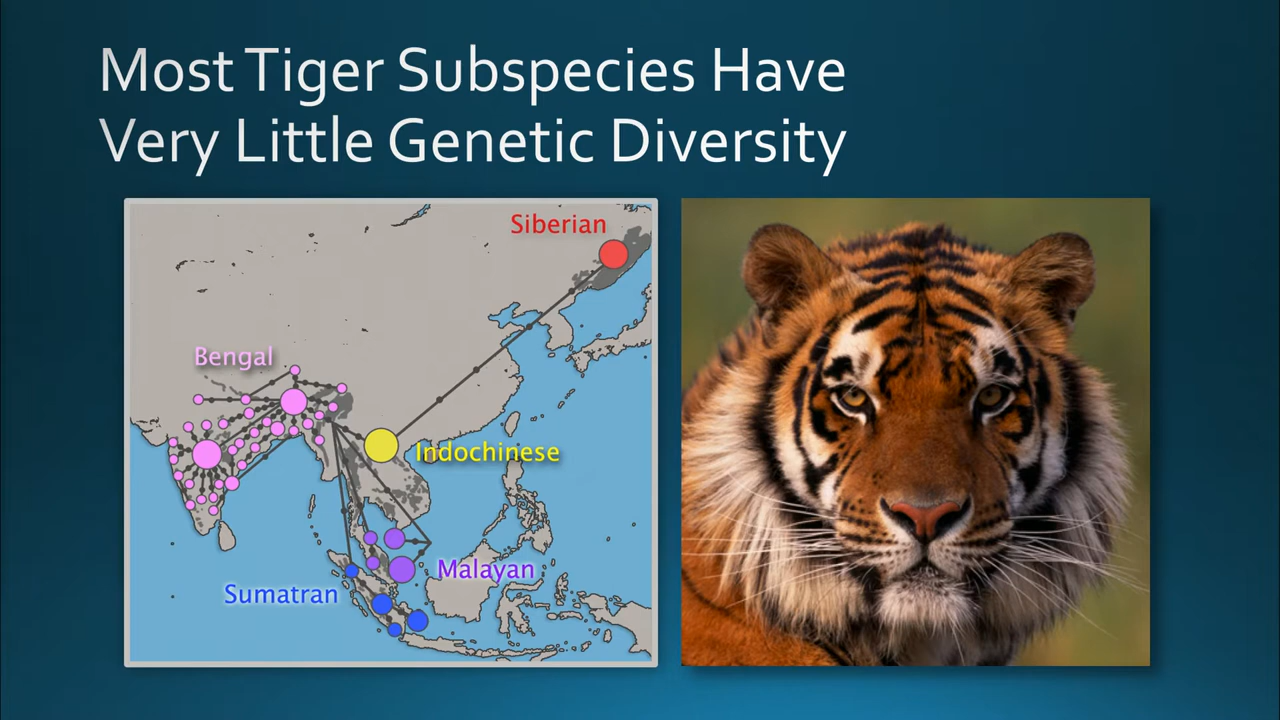 Most Tiger Subspecies Have
Very Little Genetic Diversity
Siberian
Bengal
Indochinese
Malayan
Sumatran